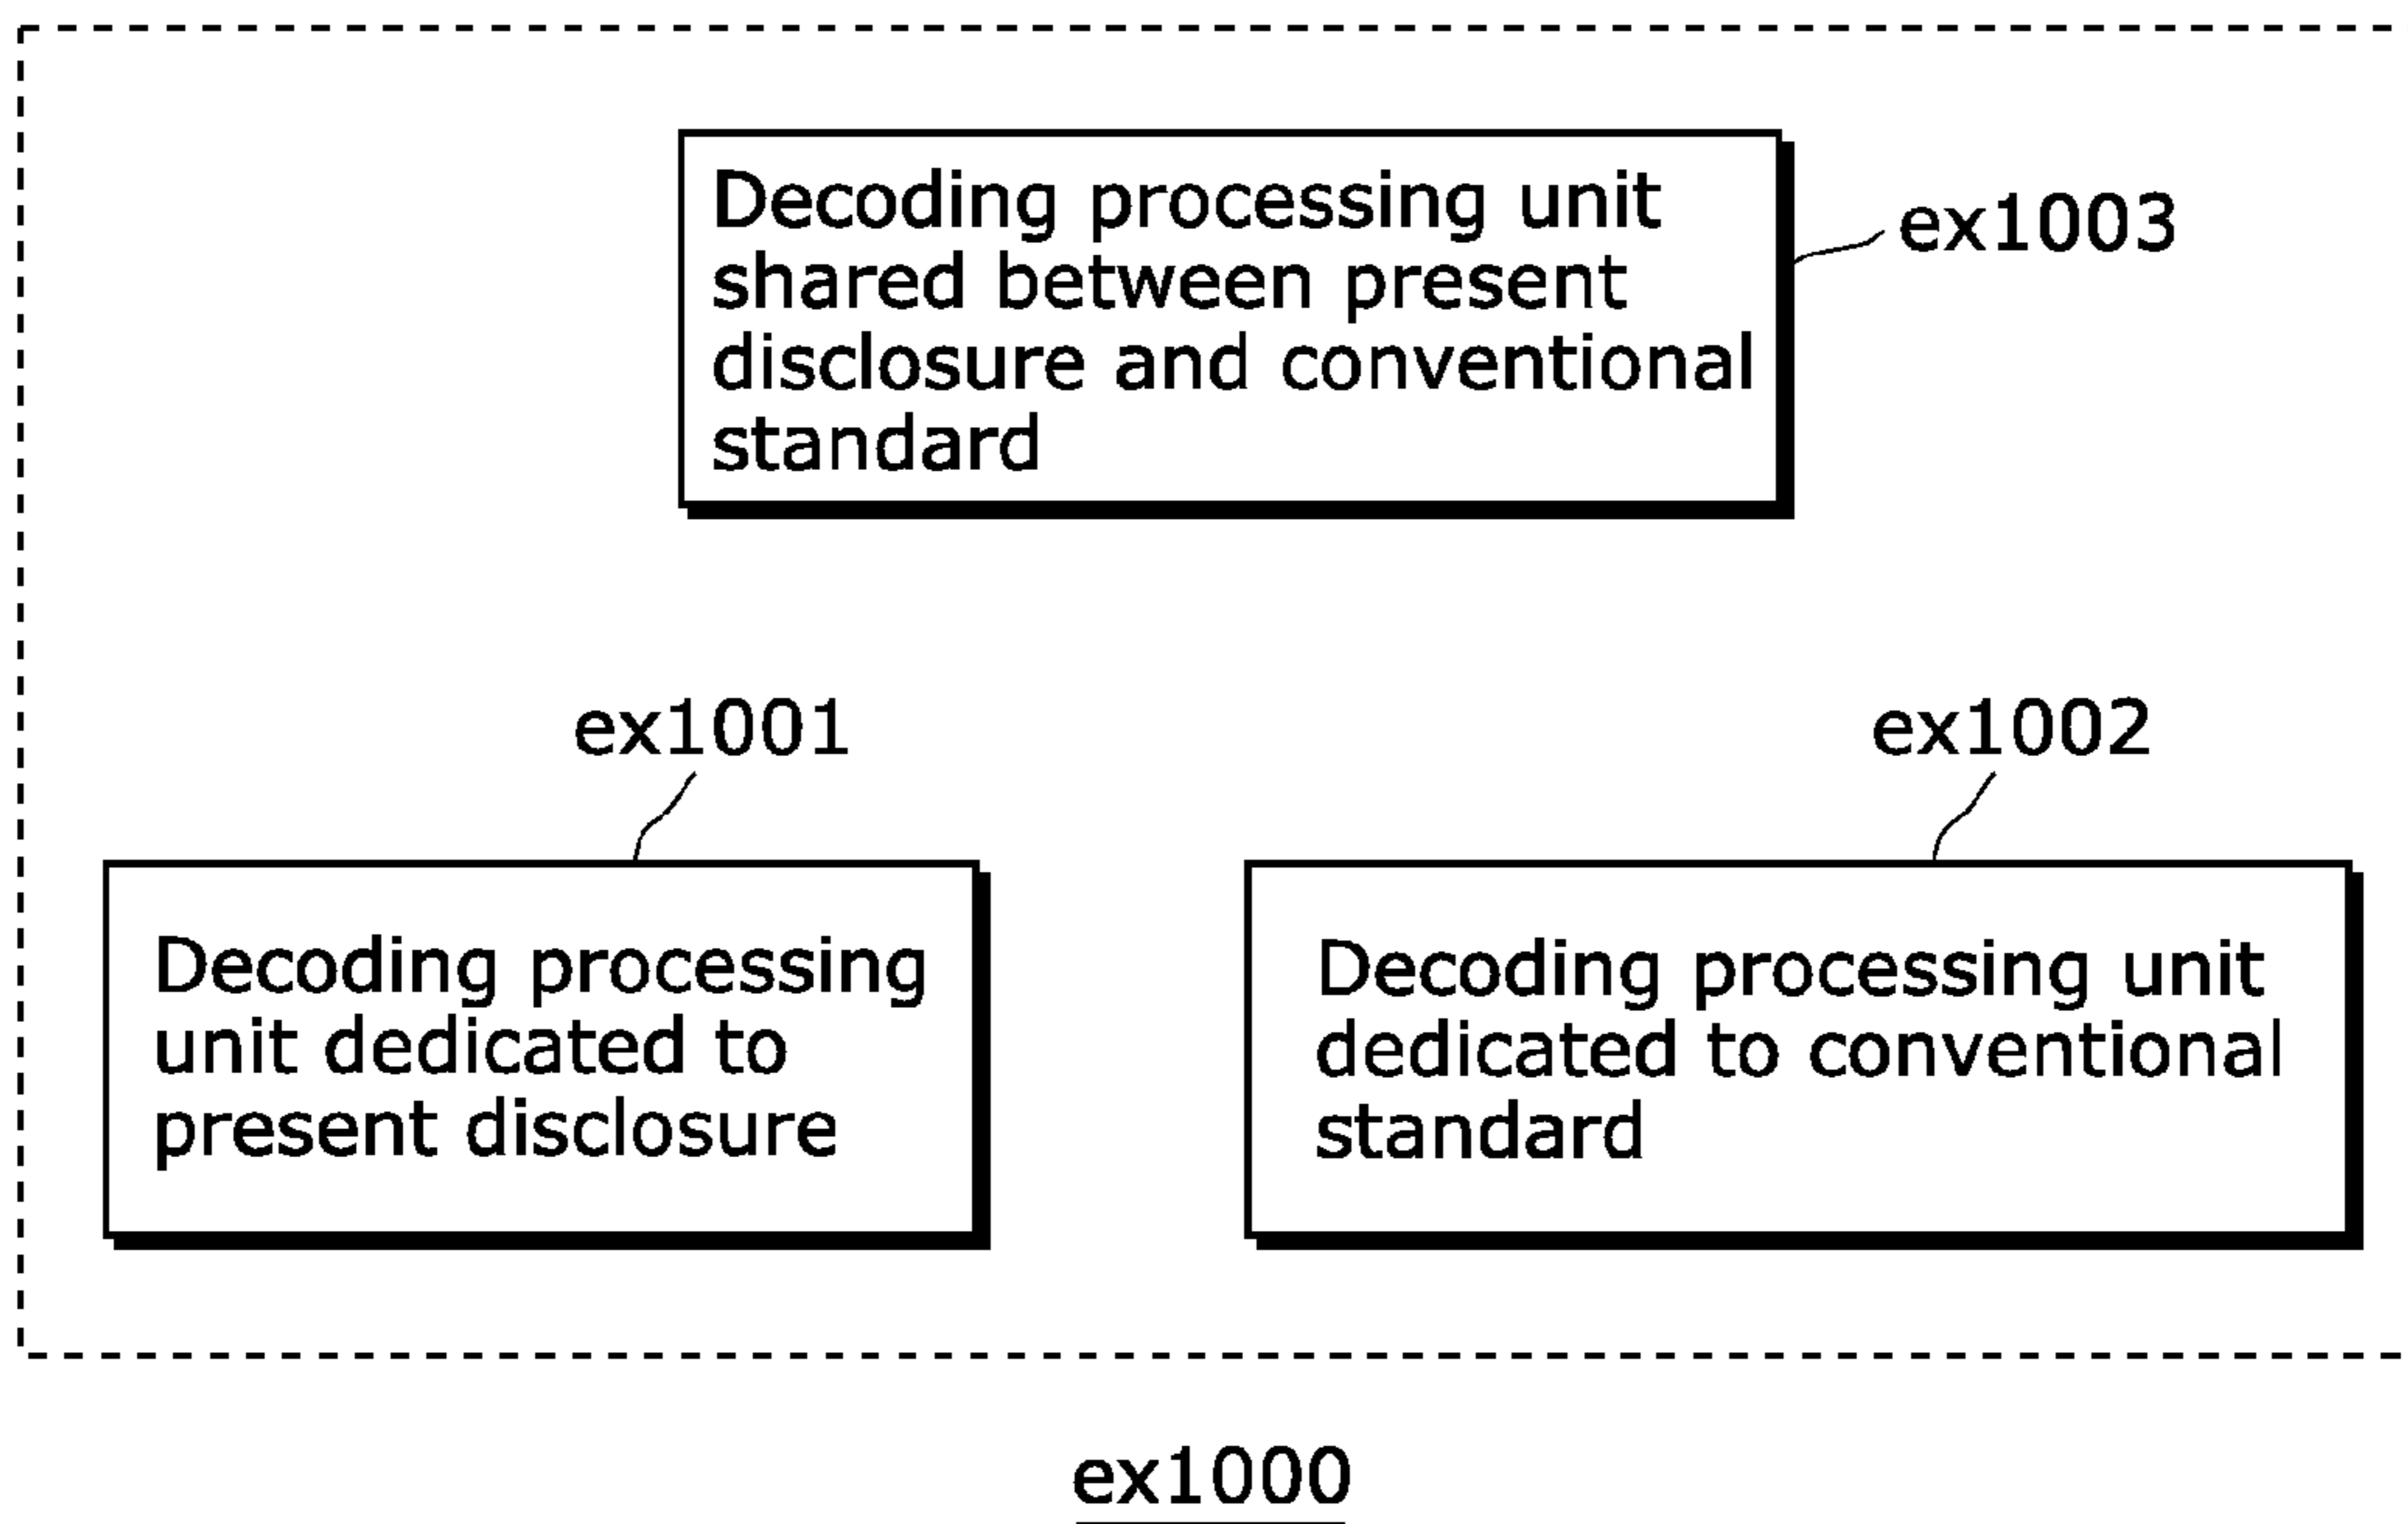 Decoding processing unit
shared between present
disclosure and conventional
standard
ex1003
ex1001
ex1002
Decoding processing
unit dedicated to
present disclosure
Decoding processing unit
dedicated to conventional
standard
ex1000